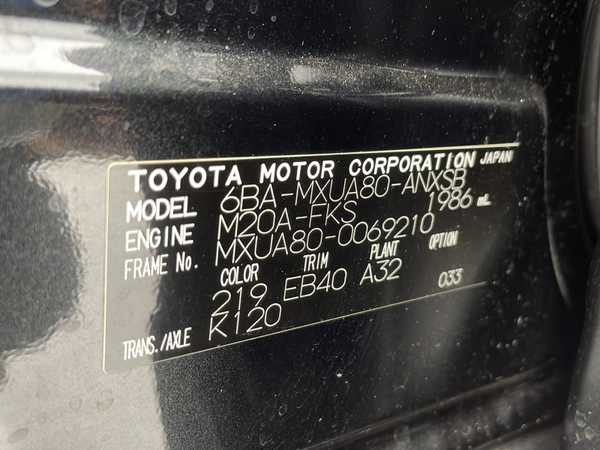 TOYOTA MOTOR CORPORATION JAPAN
MODEL 6BA-MXUA80-ANXSB
ENGINE M20A-FKS 1986 mL
FRAME No. MXUA80-0069210
COLOR TRIM PLANT OPTION
219 EB40 A32 033
TRANS./AXLE K120